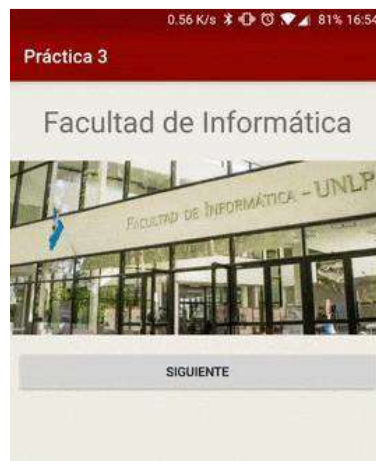 0.56 K/s 81% 16:54
Práctica 3
Facultad de Informática
FACULTAD DE INFORMÁTICA - UNLP
SIGUIENTE